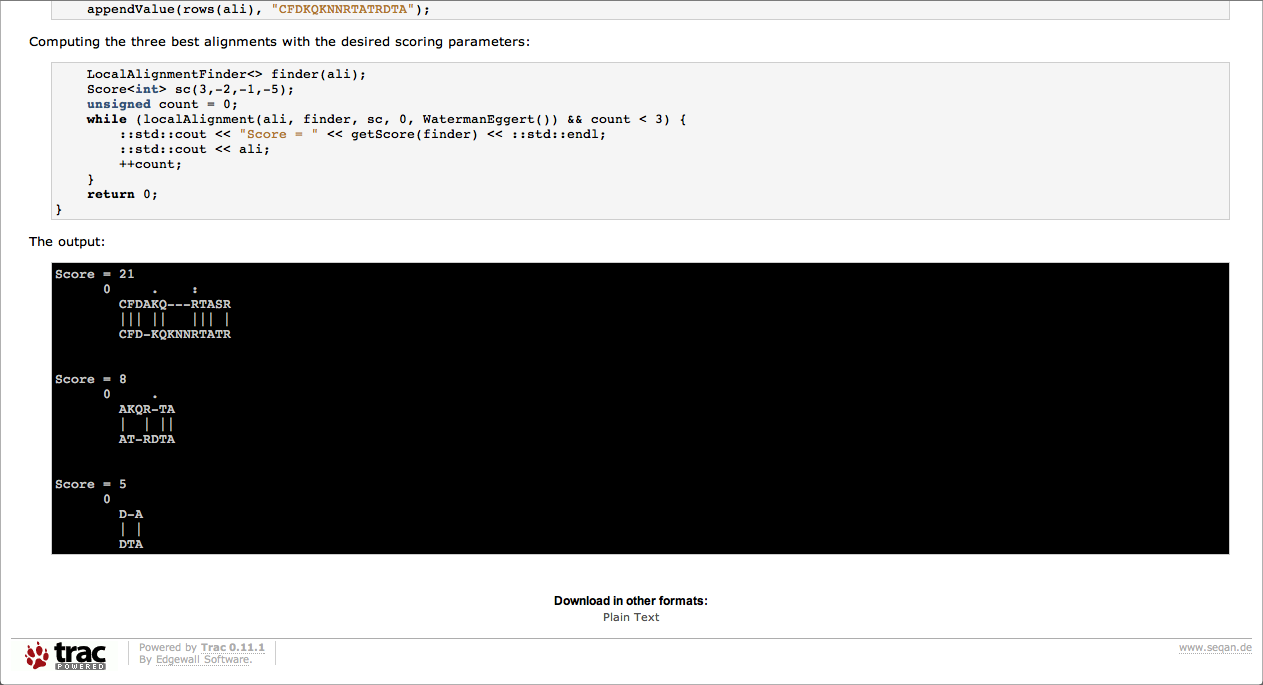 appendValue(rows(ali), "CFDKQKNNRTATRDTA");
Computing the three best alignments with the desired scoring parameters:
    LocalAlignmentFinder<> finder(ali);
    Score<int> sc(3,-2,-1,-5);
    unsigned count = 0;
    while (localAlignment(ali, finder, sc, 0, WatermanEggert()) && count < 3) {
        ::std::cout << "Score = " << getScore(finder) << ::std::endl;
        ::std::cout << ali;
        ++count;
    }
    return 0;
}
The output:
Score = 21
      0     .    :
        CFDAKQ---RTASR
        ||| ||   ||| |
        CFD-KQKNNRTATR
Score = 8
      0     .
        AKQR-TA
        |  | ||
        AT-RDTA
Score = 5
      0
        D-A
        | |
        DTA
Download in other formats:
Plain Text
trac
POWERED
Powered by Trac 0.11.1
By Edgewall Software.
www.seqan.de